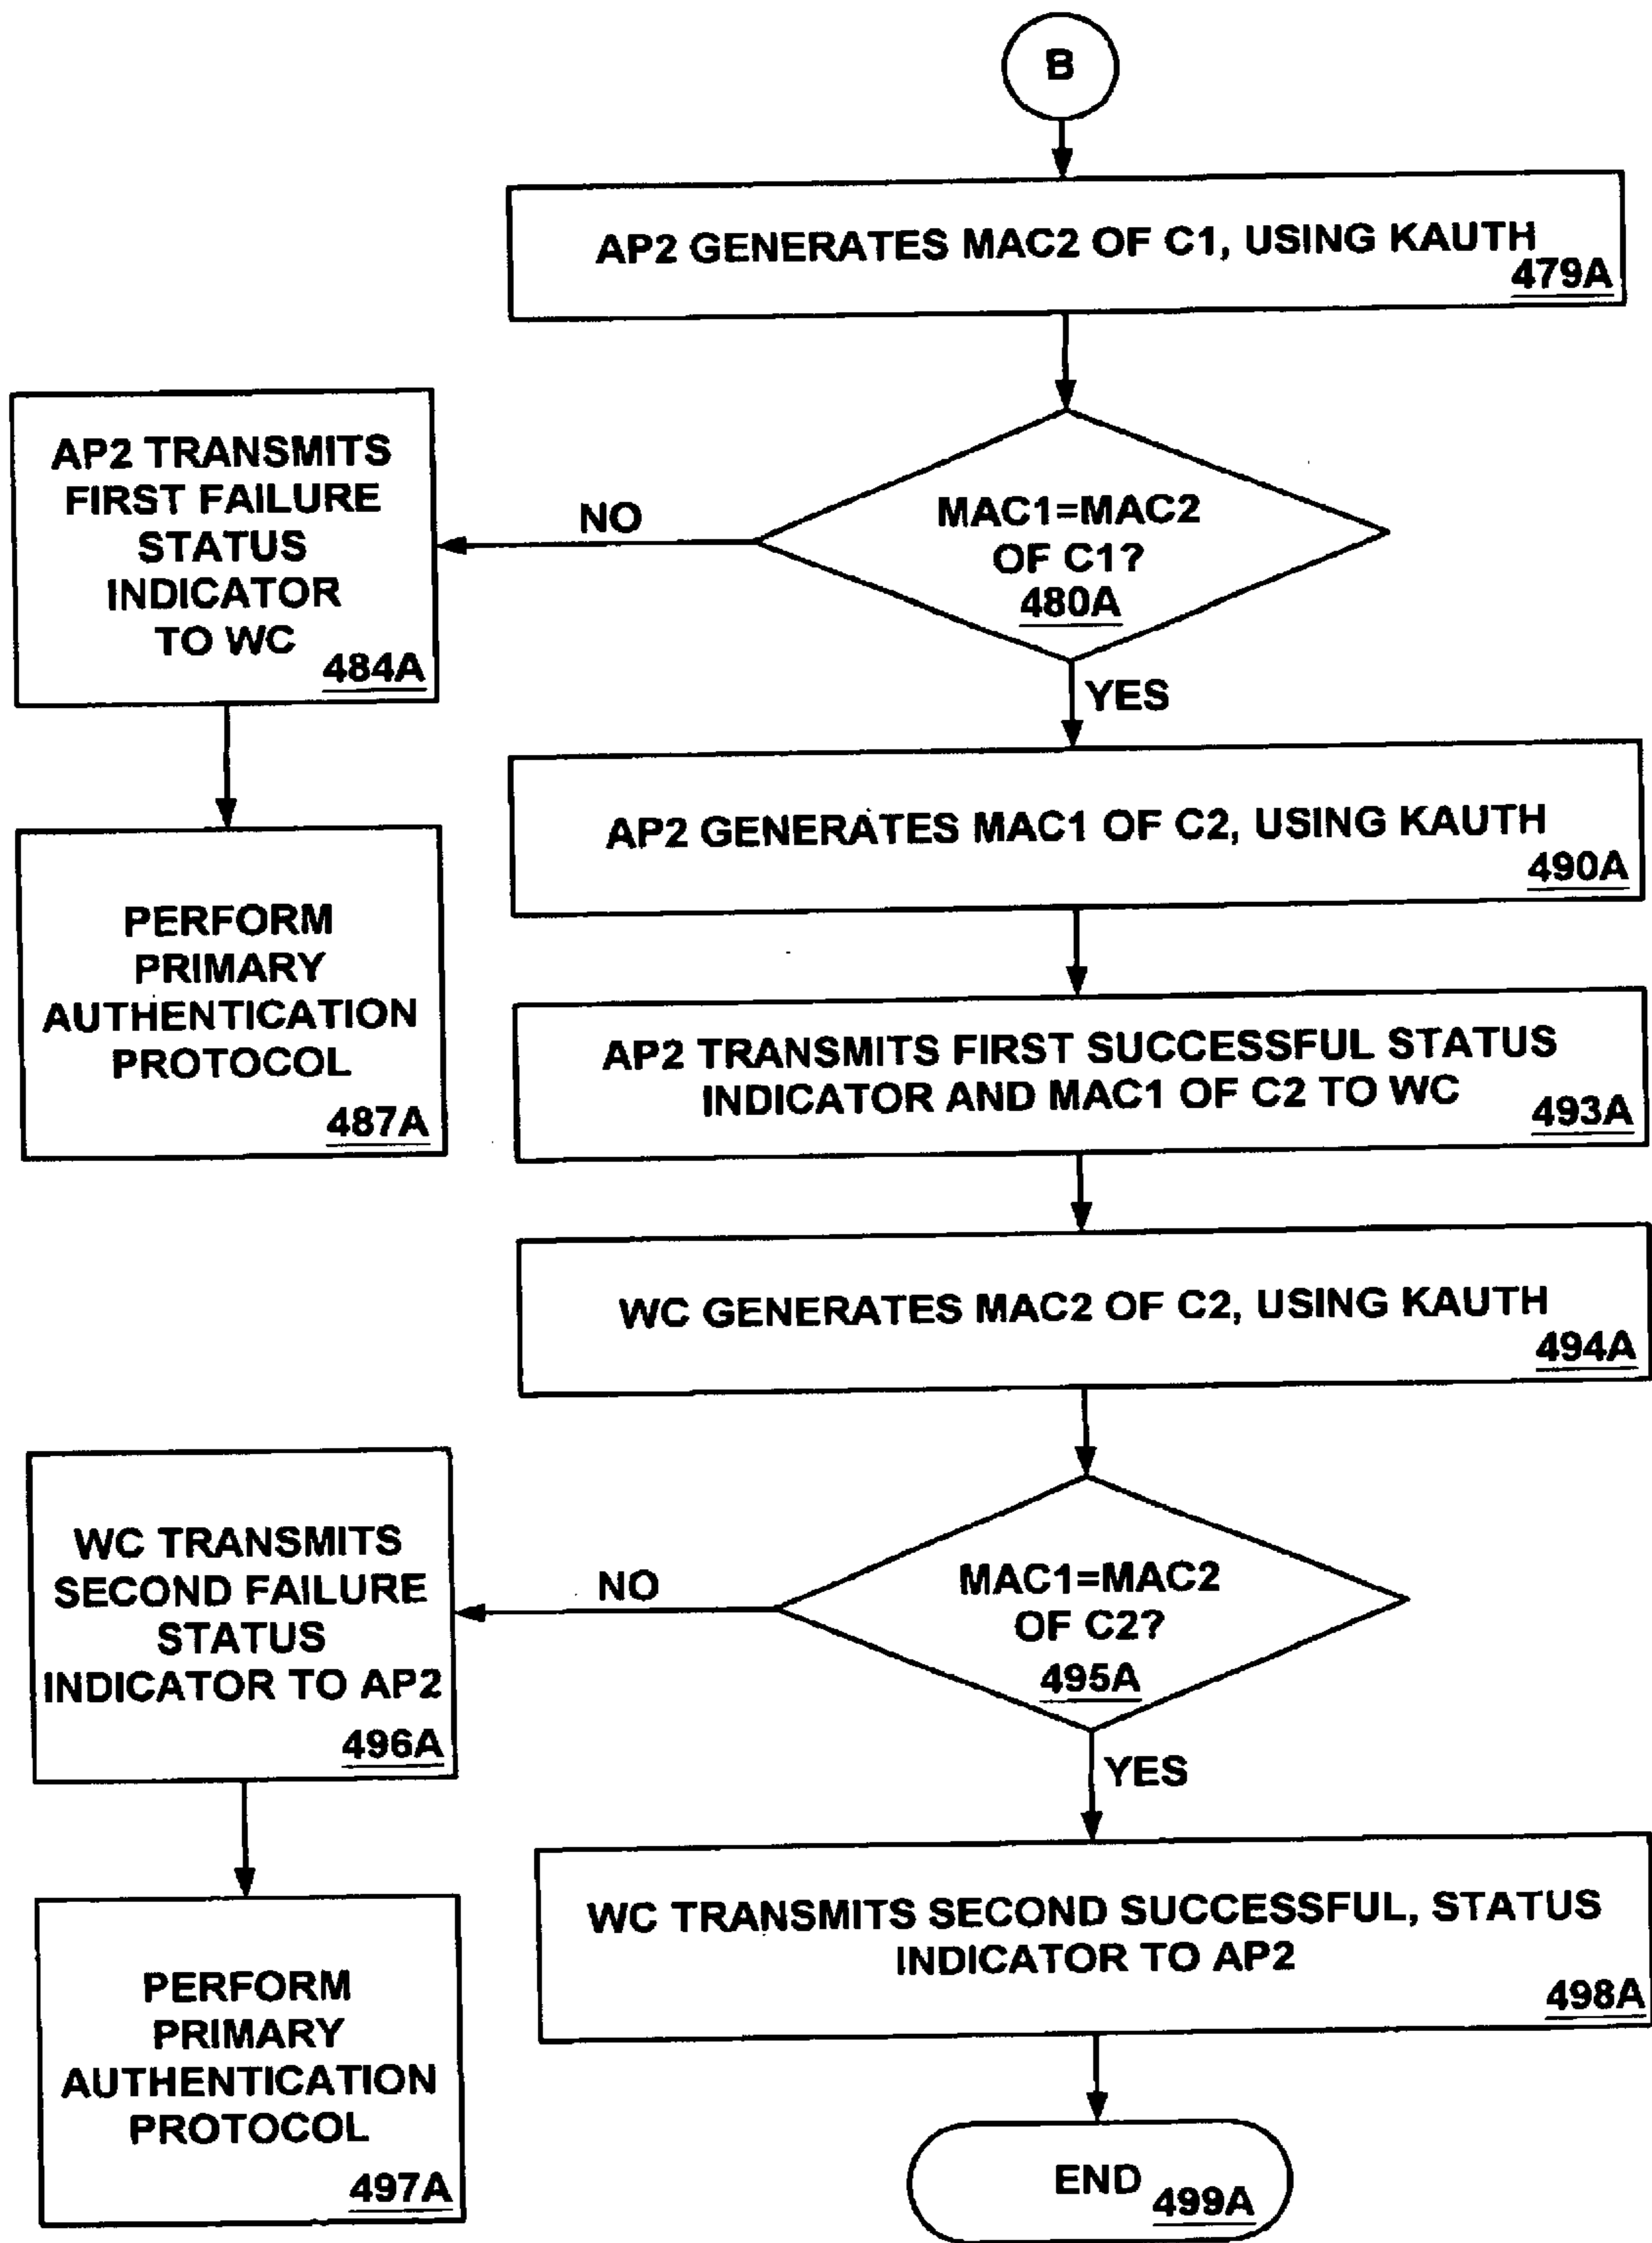 B
AP2 GENERATES MAC2 OF C1, USING KAUTH
479A
MAC1=MAC2
OF C1?
480A
NO
AP2 TRANSMITS
FIRST FAILURE
STATUS
INDICATOR
TO WC
484A
PERFORM
PRIMARY
AUTHENTICATION
PROTOCOL
487A
YES
AP2 GENERATES MAC1 OF C2, USING KAUTH
490A
AP2 TRANSMITS FIRST SUCCESSFUL STATUS
INDICATOR AND MAC1 OF C2 TO WC
493A
WC GENERATES MAC2 OF C2, USING KAUTH
494A
MAC1=MAC2
OF C2?
495A
NO
WC TRANSMITS
SECOND FAILURE
STATUS
INDICATOR TO AP2
496A
PERFORM
PRIMARY
AUTHENTICATION
PROTOCOL
497A
YES
WC TRANSMITS SECOND SUCCESSFUL, STATUS
INDICATOR TO AP2
498A
END
499A